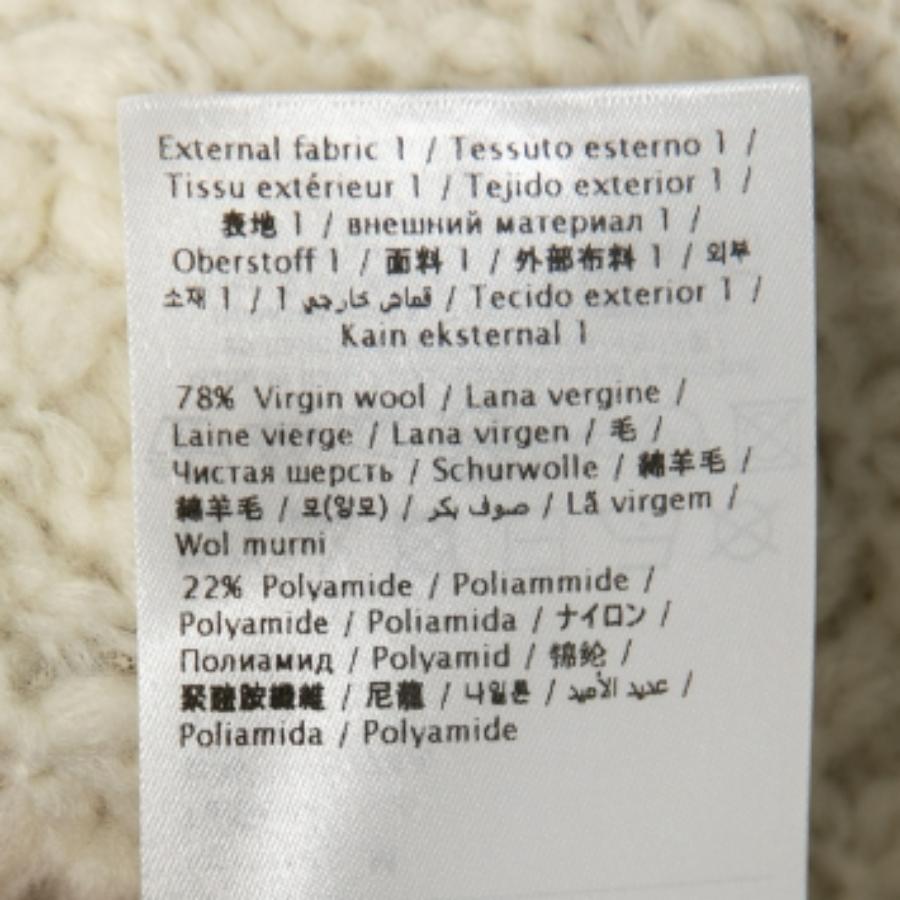 External fabric 1 / Tessuto esterno 1 /
Tissu extérieur 1 / Tejido exterior 1 /
表地 1 / внешний материал 1 /
Oberstoff 1 / 面料 1 / 外部布料 1 / 외부
소재 1 / 1 قماش خارجي / Tecido exterior 1 /
Kain eksternal 1
78% Virgin wool / Lana vergine /
Laine vierge / Lana virgen / 毛 /
Чистая шерсть / Schurwolle / 綿羊毛 /
綿羊毛 / 모(양모) / صوف بكر / Lã virgem /
Wol murni
22% Polyamide / Poliammide /
Polyamide / Poliamida / ナイロン /
Полиамид / Polyamid / 锦纶 /
聚醯胺纖維 / 尼龍 / 나일론 / عديد الأميد /
Poliamida / Polyamide